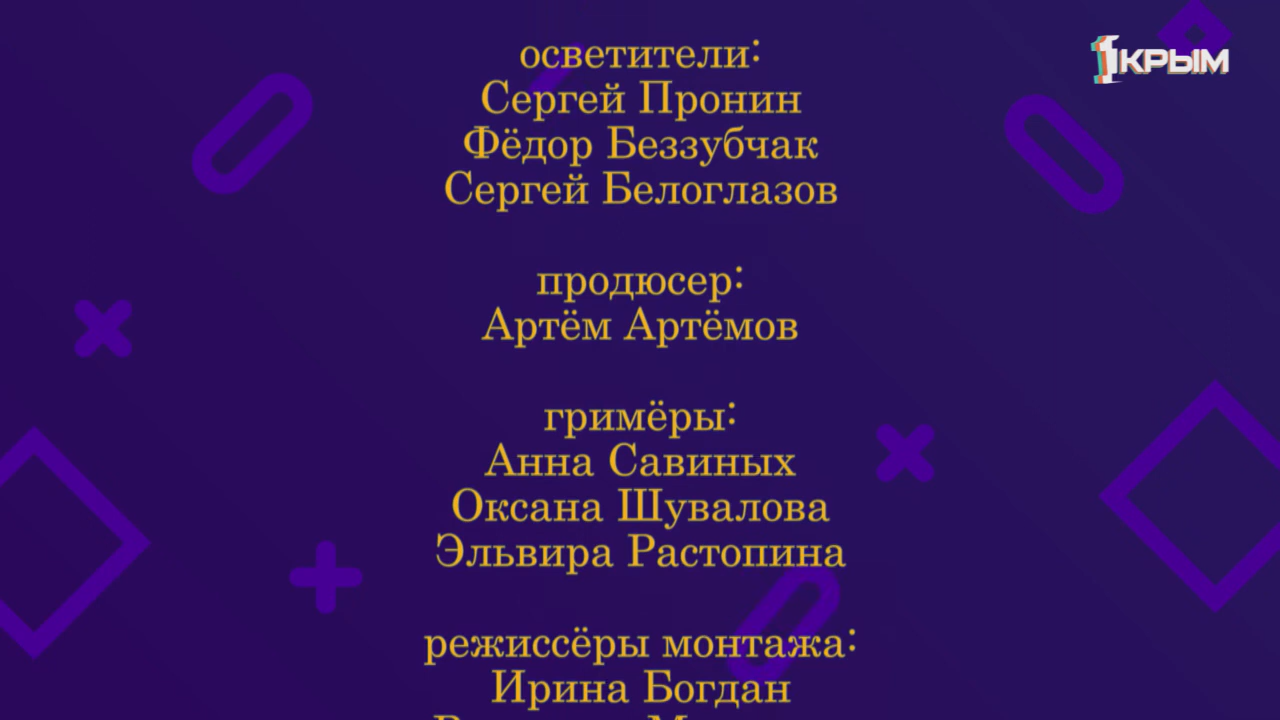 осветители:
Сергей Пронин
Фёдор Беззубчак
Сергей Белоглазов
продюсер:
Артём Артёмов
гримёры:
Анна Савиных
Оксана Шувалова
Эльвира Растопина
режиссёры монтажа:
Ирина Богдан
1КРЫМ